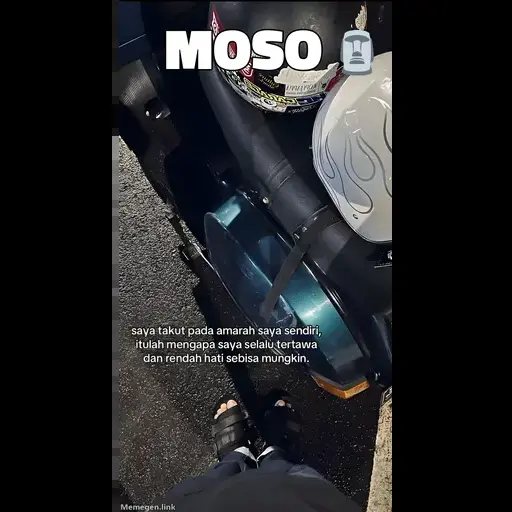 MOSO 🗿
saya takut pada amarah saya sendiri,
itulah mengapa saya selalu tertawa
dan rendah hati sebisa mungkin.
Memegen.link